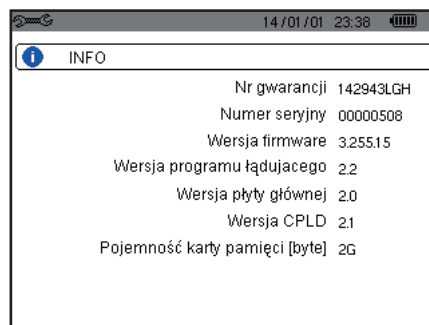 14/01/01 23:38
INFO
Nr gwarancji 142943LGH
Numer seryjny 00000508
Wersja firmware 3.255.15
Wersja programu łądujacego 2.2
Wersja płyty głównej 2.0
Wersja CPLD 2.1
Pojemność karty pamięci [byte] 2G